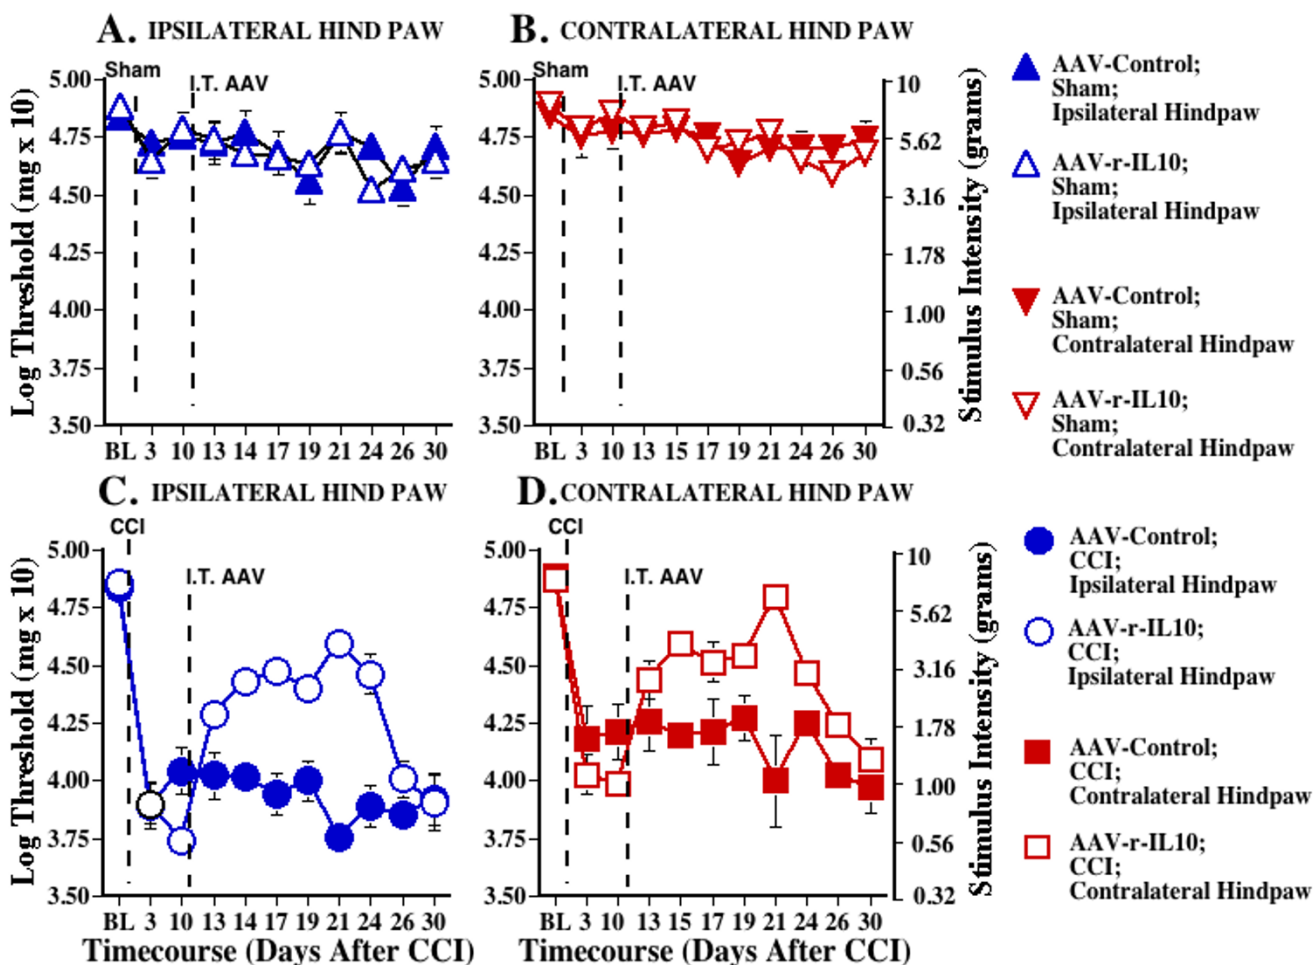 A. IPSILATERAL HIND PAW
Sham
I.T. AAV
Log Threshold (mg x 10)
5.00
4.75
4.50
4.25
4.00
3.75
3.50
BL 3 10 13 14 17 19 21 24 26 30
B. CONTRALATERAL HIND PAW
Sham
I.T. AAV
5.00
4.75
4.50
4.25
4.00
3.75
3.50
BL 3 10 13 15 17 19 21 24 26 30
10
5.62
3.16
1.78
1.00
0.56
0.32
Stimulus Intensity (grams)
AAV-Control;
Sham;
Ipsilateral Hindpaw
AAV-r-IL10;
Sham;
Ipsilateral Hindpaw
AAV-Control;
Sham;
Contralateral Hindpaw
AAV-r-IL10;
Sham;
Contralateral Hindpaw
C. IPSILATERAL HIND PAW
CCI
I.T. AAV
Log Threshold (mg x 10)
5.00
4.75
4.50
4.25
4.00
3.75
3.50
BL 3 10 13 14 17 19 21 24 26 30
Timecourse (Days After CCI)
D. CONTRALATERAL HIND PAW
CCI
I.T. AAV
5.00
4.75
4.50
4.25
4.00
3.75
3.50
BL 3 10 13 15 17 19 21 24 26 30
Timecourse (Days After CCI)
10
5.62
3.16
1.78
1.00
0.56
0.32
Stimulus Intensity (grams)
AAV-Control;
CCI;
Ipsilateral Hindpaw
AAV-r-IL10;
CCI;
Ipsilateral Hindpaw
AAV-Control;
CCI;
Contralateral Hindpaw
AAV-r-IL10;
CCI;
Contralateral Hindpaw